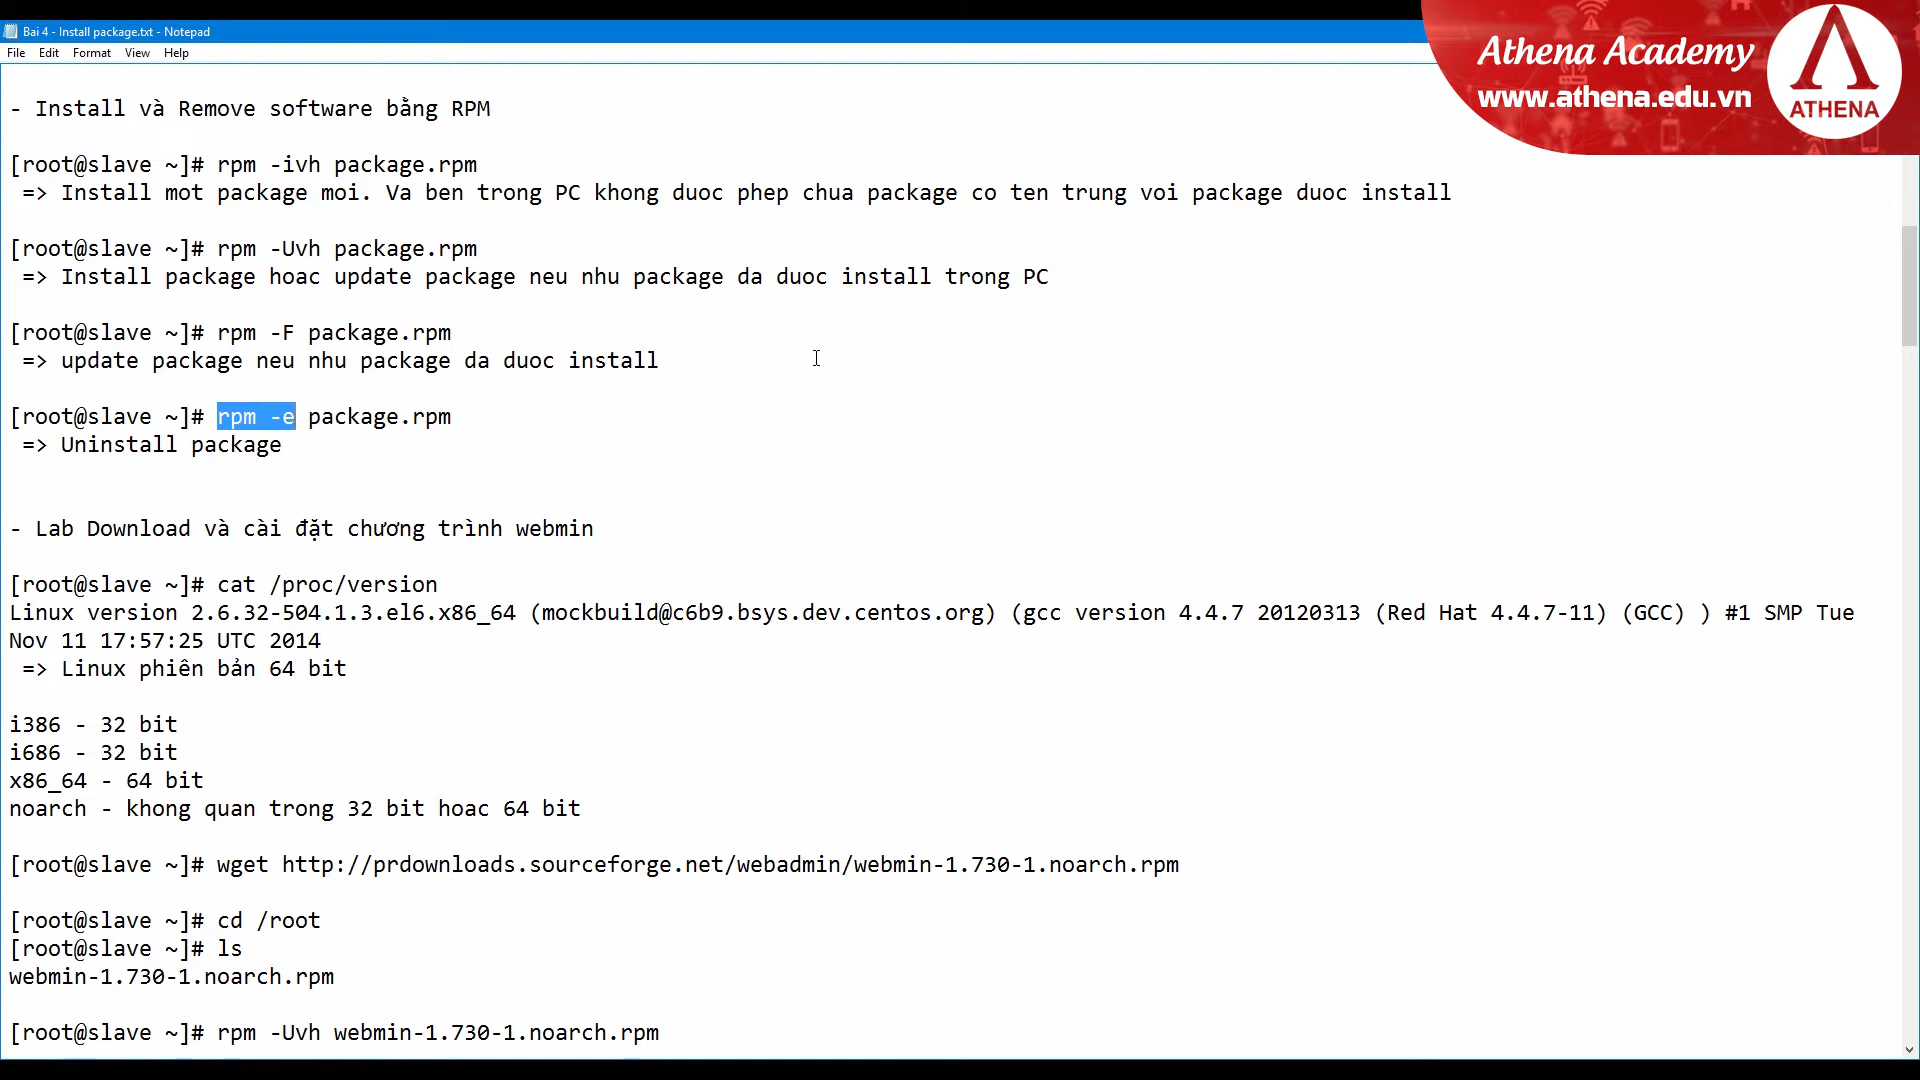 Bai 4 - Install package.txt - Notepad
File Edit Format View Help
Athena Academy
www.athena.edu.vn
ATHENA
- Install và Remove software bằng RPM
[root@slave ~]# rpm -ivh package.rpm
=> Install mot package moi. Va ben trong PC khong duoc phep chua package co ten trung voi package duoc install
[root@slave ~]# rpm -Uvh package.rpm
=> Install package hoac update package neu nhu package da duoc install trong PC
[root@slave ~]# rpm -F package.rpm
=> update package neu nhu package da duoc install
[root@slave ~]# rpm -e package.rpm
=> Uninstall package
- Lab Download và cài đặt chương trình webmin
[root@slave ~]# cat /proc/version
Linux version 2.6.32-504.1.3.el6.x86_64 (mockbuild@c6b9.bsys.dev.centos.org) (gcc version 4.4.7 20120313 (Red Hat 4.4.7-11) (GCC) ) #1 SMP Tue
Nov 11 17:57:25 UTC 2014
=> Linux phiên bản 64 bit
i386 - 32 bit
i686 - 32 bit
x86_64 - 64 bit
noarch - khong quan trong 32 bit hoac 64 bit
[root@slave ~]# wget http://prdownloads.sourceforge.net/webadmin/webmin-1.730-1.noarch.rpm
[root@slave ~]# cd /root
[root@slave ~]# ls
webmin-1.730-1.noarch.rpm
[root@slave ~]# rpm -Uvh webmin-1.730-1.noarch.rpm